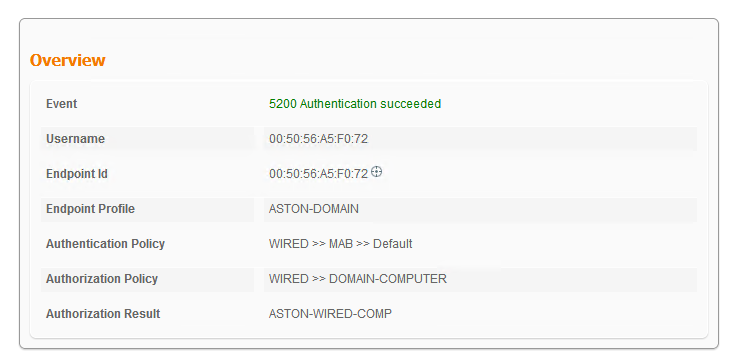 Overview
Event 5200 Authentication succeeded
Username 00:50:56:A5:F0:72
Endpoint Id 00:50:56:A5:F0:72
Endpoint Profile ASTON-DOMAIN
Authentication Policy WIRED >> MAB >> Default
Authorization Policy WIRED >> DOMAIN-COMPUTER
Authorization Result ASTON-WIRED-COMP